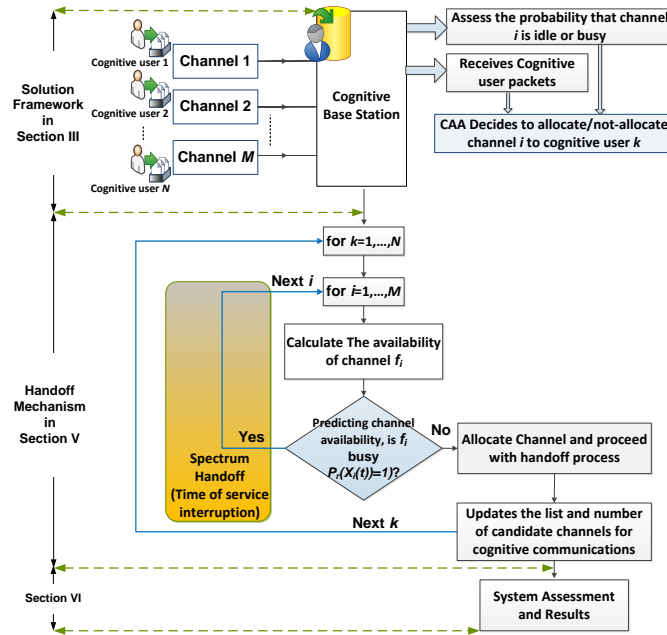 Cognitive user 1
Channel 1
Cognitive user 2
Channel 2
Channel M
Cognitive user N
Cognitive
Base Station
Assess the probability that channel
i is idle or busy
Receives Cognitive
user packets
CAA Decides to allocate/not-allocate
channel i to cognitive user k
Solution
Framework
in
Section III
for k=1,...,N
Next i
for i=1,...,M
Calculate The availability
of channel fi
Predicting channel
availability, is fi
busy
Pr(Xi(t))=1)?
Yes
No
Spectrum
Handoff
(Time of service
interruption)
Allocate Channel and proceed
with handoff process
Next k
Updates the list and number
of candidate channels for
cognitive communications
Handoff
Mechanism
in
Section V
Section VI
System Assessment
and Results